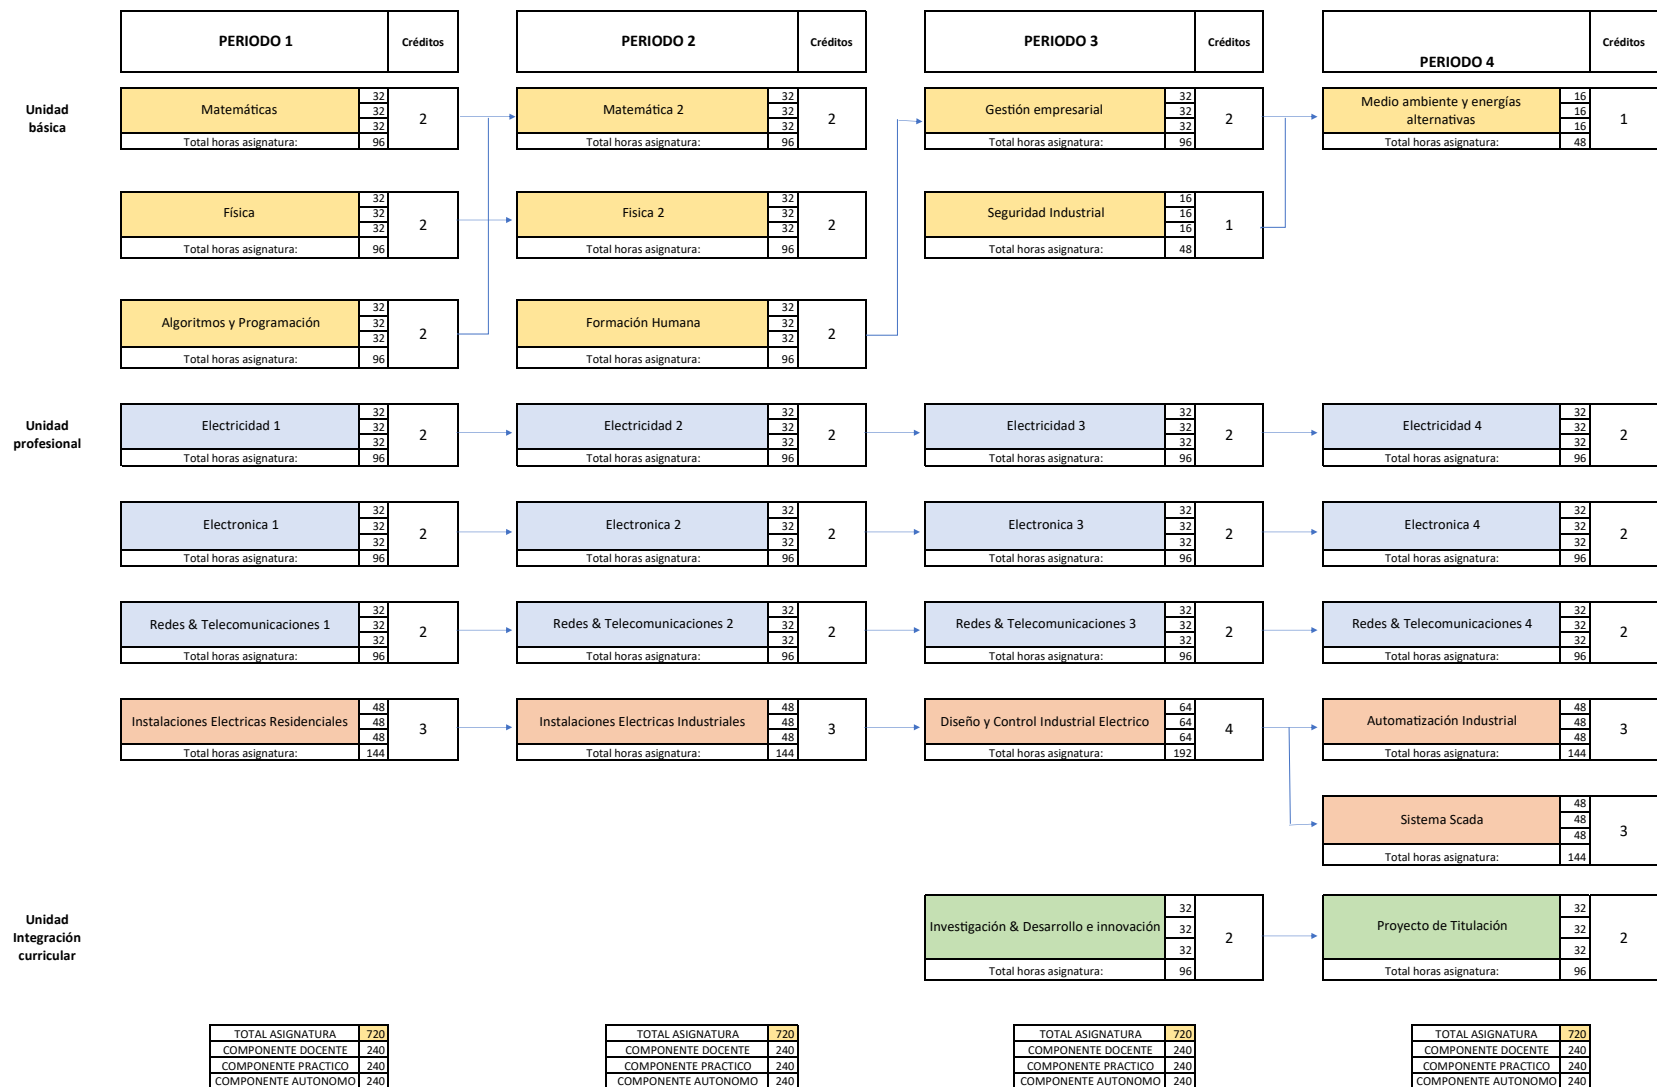 PERIODO 1 Créditos PERIODO 2 Créditos PERIODO 3 Créditos PERIODO 4 Créditos
Unidad básica
Matemáticas 32 32 32 2
Total horas asignatura: 96
Matemática 2 32 32 32 2
Total horas asignatura: 96
Gestión empresarial 32 32 32 2
Total horas asignatura: 96
Medio ambiente y energías alternativas 16 16 16 1
Total horas asignatura: 48
Física 32 32 32 2
Total horas asignatura: 96
Fisica 2 32 32 32 2
Total horas asignatura: 96
Seguridad Industrial 16 16 16 1
Total horas asignatura: 48
Algoritmos y Programación 32 32 32 2
Total horas asignatura: 96
Formación Humana 32 32 32 2
Total horas asignatura: 96
Unidad profesional
Electricidad 1 32 32 32 2
Total horas asignatura: 96
Electricidad 2 32 32 32 2
Total horas asignatura: 96
Electricidad 3 32 32 32 2
Total horas asignatura: 96
Electricidad 4 32 32 32 2
Total horas asignatura: 96
Electronica 1 32 32 32 2
Total horas asignatura: 96
Electronica 2 32 32 32 2
Total horas asignatura: 96
Electronica 3 32 32 32 2
Total horas asignatura: 96
Electronica 4 32 32 32 2
Total horas asignatura: 96
Redes & Telecomunicaciones 1 32 32 32 2
Total horas asignatura: 96
Redes & Telecomunicaciones 2 32 32 32 2
Total horas asignatura: 96
Redes & Telecomunicaciones 3 32 32 32 2
Total horas asignatura: 96
Redes & Telecomunicaciones 4 32 32 32 2
Total horas asignatura: 96
Instalaciones Electricas Residenciales 48 48 48 3
Total horas asignatura: 144
Instalaciones Electricas Industriales 48 48 48 3
Total horas asignatura: 144
Diseño y Control Industrial Electrico 64 64 64 4
Total horas asignatura: 192
Automatización Industrial 48 48 48 3
Total horas asignatura: 144
Sistema Scada 48 48 48 3
Total horas asignatura: 144
Unidad Integración curricular
Investigación & Desarrollo e innovación 32 32 32 2
Total horas asignatura: 96
Proyecto de Titulación 32 32 32 2
Total horas asignatura: 96
TOTAL ASIGNATURA 720
COMPONENTE DOCENTE 240
COMPONENTE PRACTICO 240
COMPONENTE AUTONOMO 240
TOTAL ASIGNATURA 720
COMPONENTE DOCENTE 240
COMPONENTE PRACTICO 240
COMPONENTE AUTONOMO 240
TOTAL ASIGNATURA 720
COMPONENTE DOCENTE 240
COMPONENTE PRACTICO 240
COMPONENTE AUTONOMO 240
TOTAL ASIGNATURA 720
COMPONENTE DOCENTE 240
COMPONENTE PRACTICO 240
COMPONENTE AUTONOMO 240